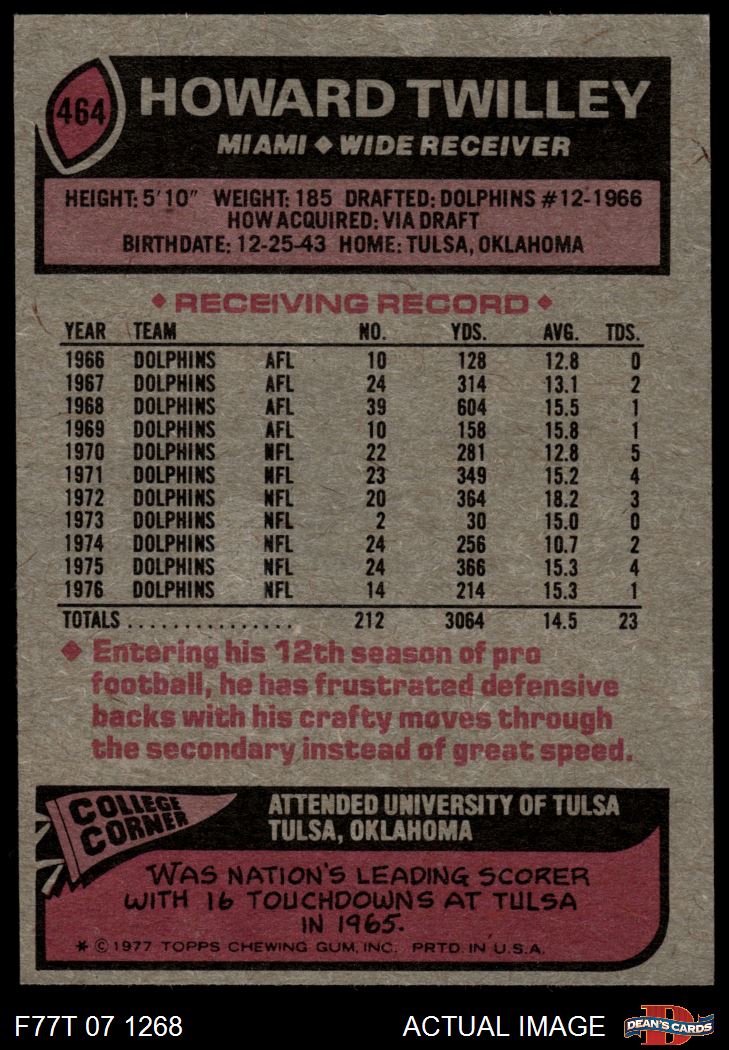 464
HOWARD TWILLEY
MIAMI ◆ WIDE RECEIVER
HEIGHT: 5'10" WEIGHT: 185 DRAFTED: DOLPHINS #12-1966
HOW ACQUIRED: VIA DRAFT
BIRTHDATE: 12-25-43 HOME: TULSA, OKLAHOMA
◆ RECEIVING RECORD ◆
YEAR TEAM NO. YDS. AVG. TDS.
1966 DOLPHINS AFL 10 128 12.8 0
1967 DOLPHINS AFL 24 314 13.1 2
1968 DOLPHINS AFL 39 604 15.5 1
1969 DOLPHINS AFL 10 158 15.8 1
1970 DOLPHINS NFL 22 281 12.8 5
1971 DOLPHINS NFL 23 349 15.2 4
1972 DOLPHINS NFL 20 364 18.2 3
1973 DOLPHINS NFL 2 30 15.0 0
1974 DOLPHINS NFL 24 256 10.7 2
1975 DOLPHINS NFL 24 366 15.3 4
1976 DOLPHINS NFL 14 214 15.3 1
TOTALS ............... 212 3064 14.5 23
◆ Entering his 12th season of pro
football, he has frustrated defensive
backs with his crafty moves through
the secondary instead of great speed.
COLLEGE
CORNER
ATTENDED UNIVERSITY OF TULSA
TULSA, OKLAHOMA
WAS NATION'S LEADING SCORER
WITH 16 TOUCHDOWNS AT TULSA
IN 1965.
* © 1977 TOPPS CHEWING GUM, INC. PRTD. IN U.S.A.
F77T 07 1268
ACTUAL IMAGE
D
DEAN'S CARDS